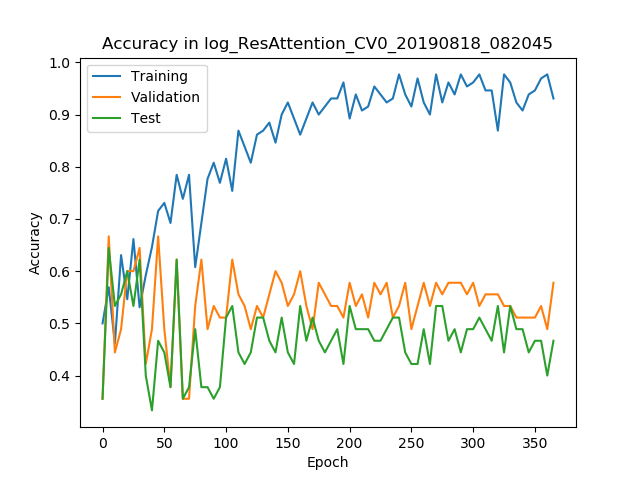 Accuracy in log_ResAttention_CV0_20190818_082045
Training
Validation
Test
1.0
0.9
0.8
0.7
0.6
0.5
0.4
Accuracy
0 50 100 150 200 250 300 350
Epoch